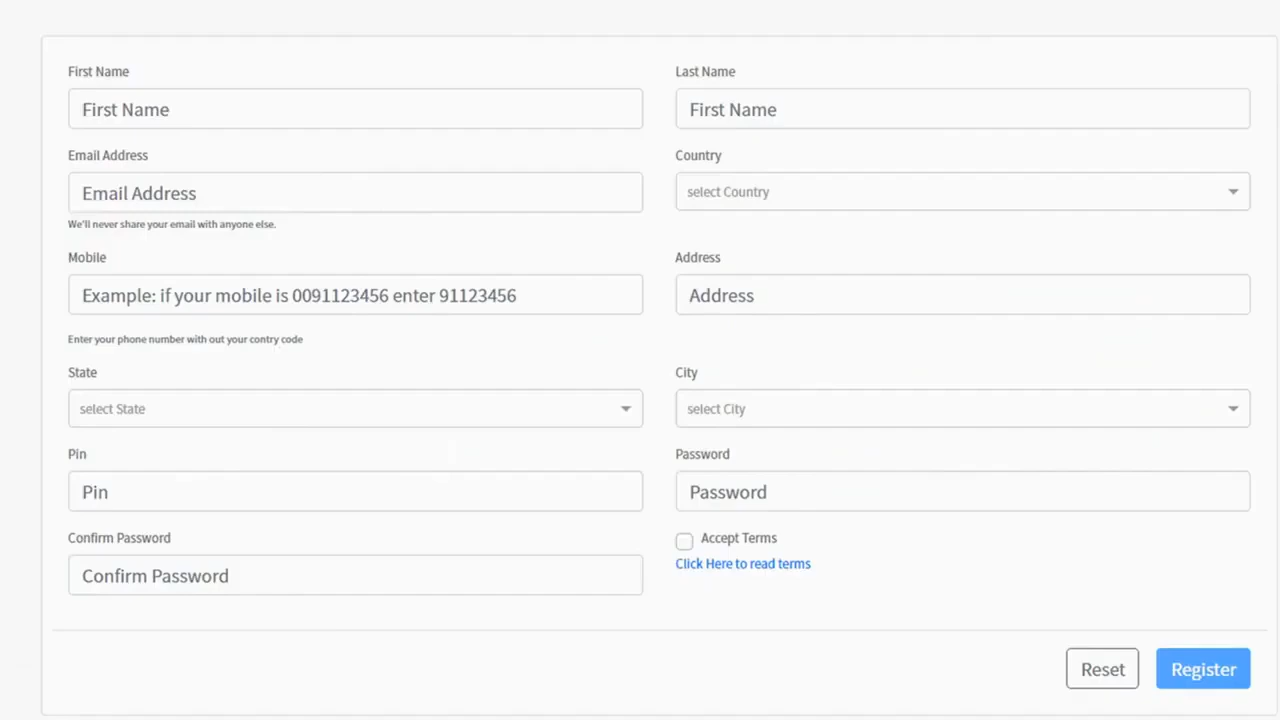 First Name
Last Name
First Name
First Name
Email Address
Country
Email Address
select Country
We'll never share your email with anyone else.
Mobile
Address
Example: if your mobile is 0091123456 enter 91123456
Address
Enter your phone number with out your contry code
State
City
select State
select City
Pin
Password
Pin
Password
Confirm Password
Accept Terms
Click Here to read terms
Confirm Password
Reset
Register